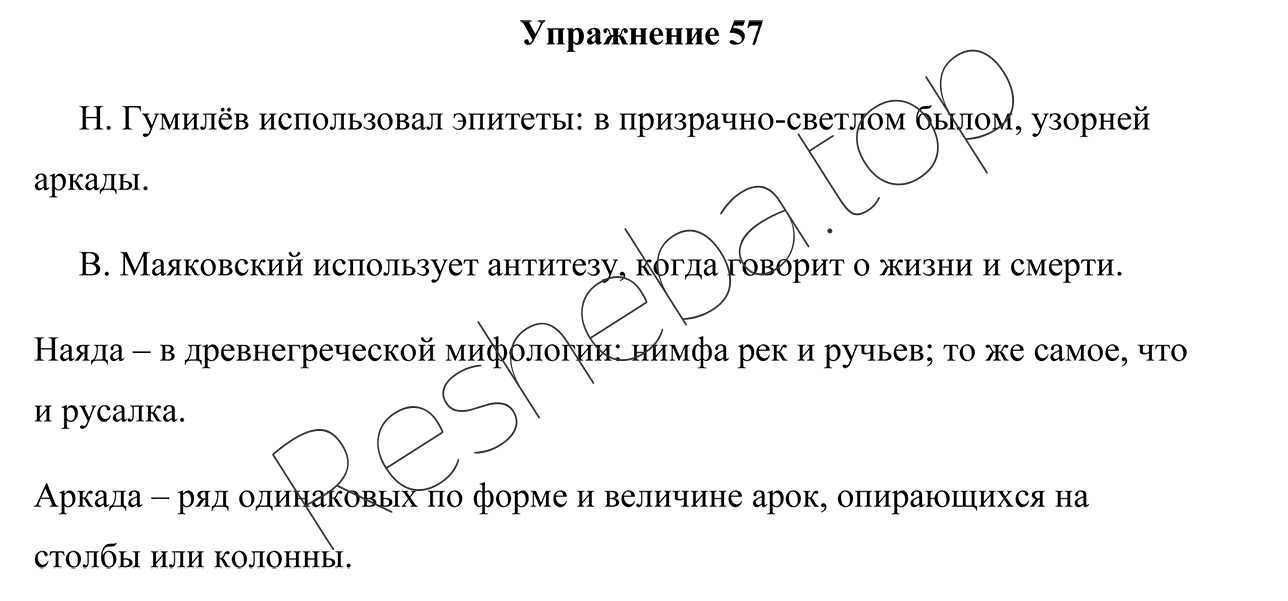 Упражнение 57
Н. Гумилёв использовал эпитеты: в призрачно-светлом былом, узорней
аркады.
В. Маяковский использует антитезу, когда говорит о жизни и смерти.
Наяда – в древнегреческой мифологии: нимфа рек и ручьев; то же самое, что
и русалка.
Аркада – ряд одинаковых по форме и величине арок, опирающихся на
столбы или колонны.
Resheba.top